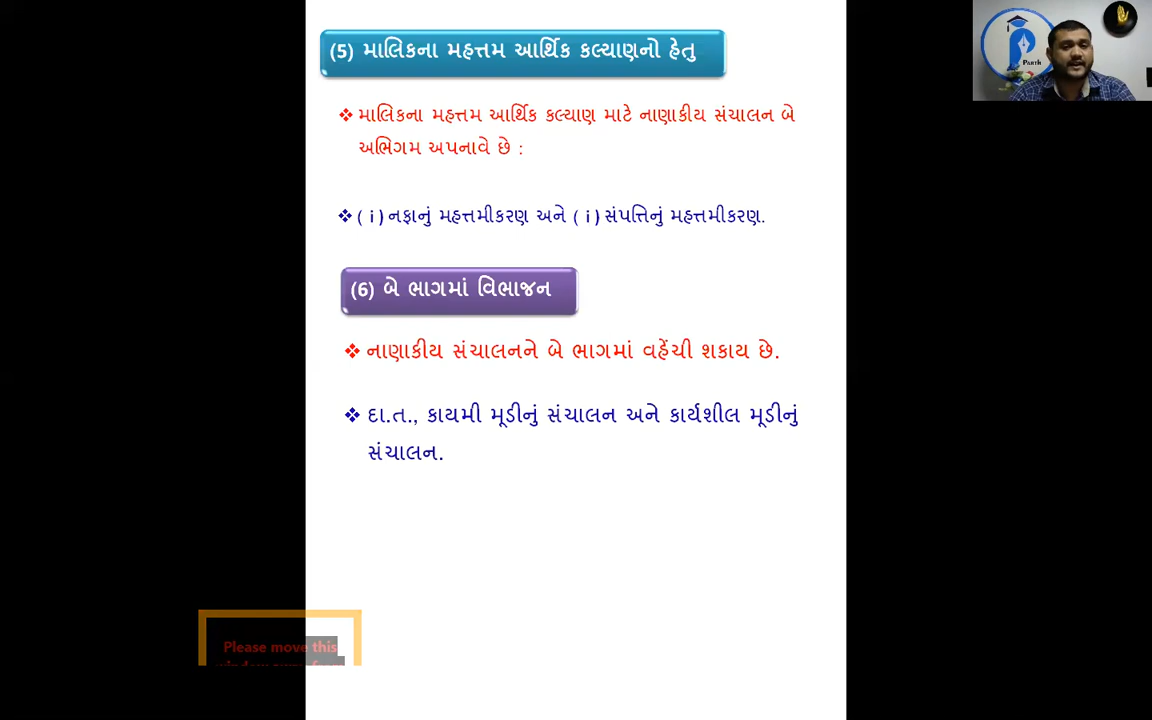 (5) માલિકના મહત્તમ આર્થિક કલ્યાણનો હેતુ
Parth
❖ માલિકના મહત્તમ આર્થિક કલ્યાણ માટે નાણાકીય સંચાલન બે
અભિગમ અપનાવે છે :
❖ ( i ) નફાનું મહત્તમીકરણ અને ( i ) સંપત્તિનું મહત્તમીકરણ.
(6) બે ભાગમાં વિભાજન
❖ નાણાકીય સંચાલનને બે ભાગમાં વહેંચી શકાય છે.
❖ દા.ત., કાયમી મૂડીનું સંચાલન અને કાર્યશીલ મૂડીનું
સંચાલન.
Please move this